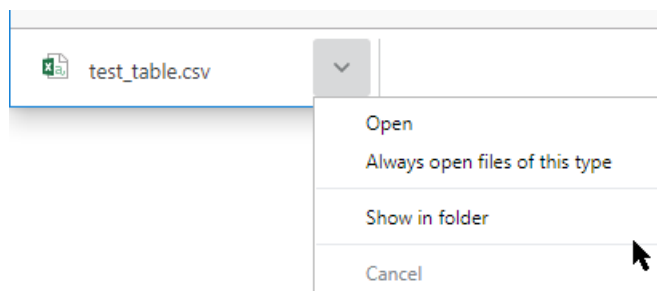 test_table.csv
Open
Always open files of this type
Show in folder
Cancel